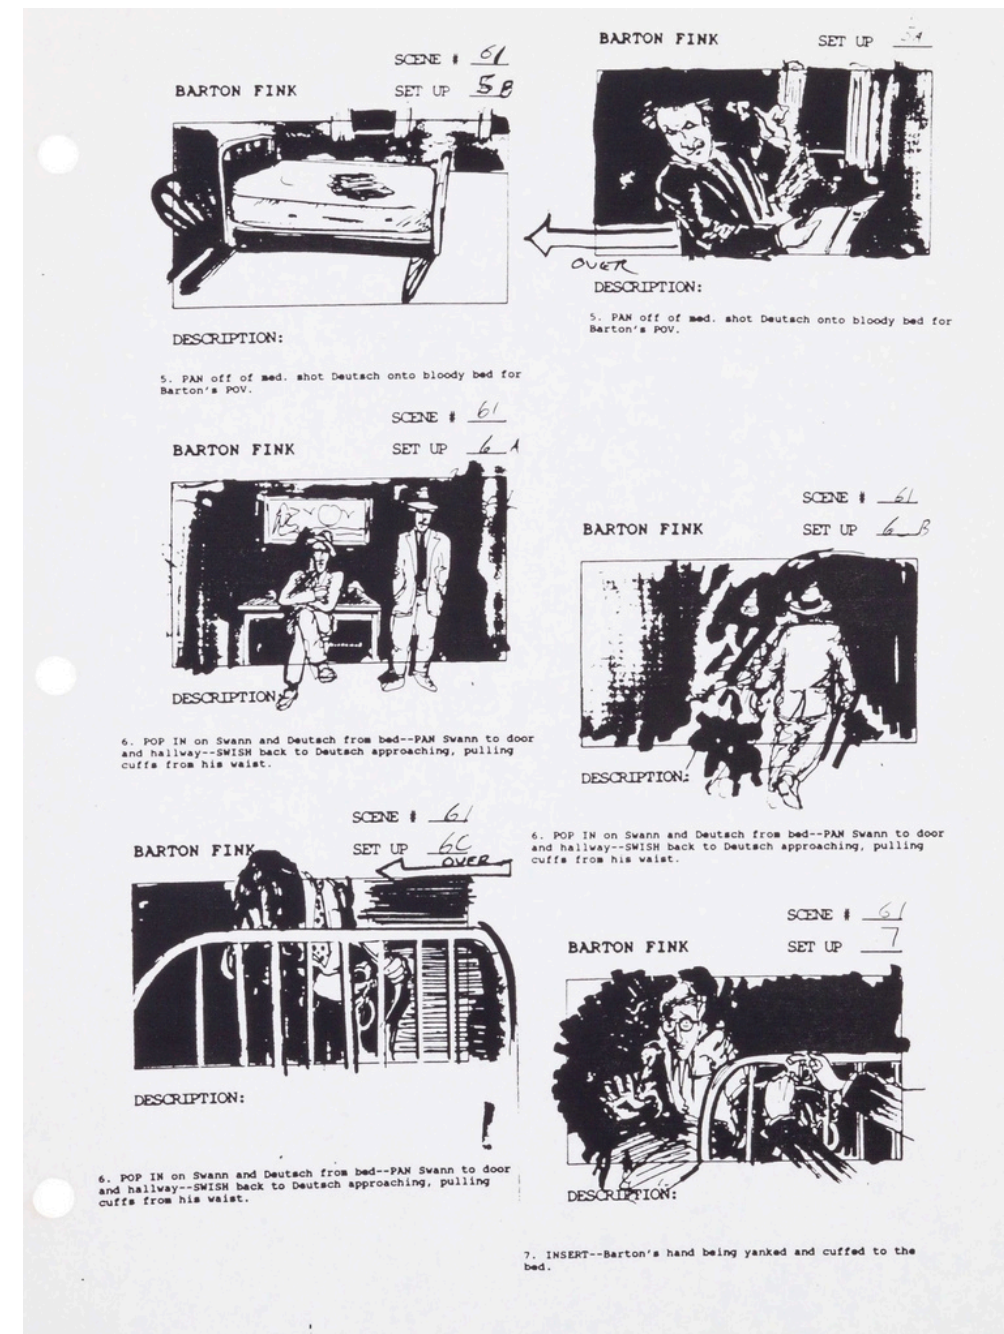 BARTON FINK SET UP 5A
OVER
DESCRIPTION:
5. PAN off of med. shot Deutsch onto bloody bed for
Barton's POV.
SCENE # 61
BARTON FINK SET UP 5B
DESCRIPTION:
5. PAN off of med. shot Deutsch onto bloody bed for
Barton's POV.
SCENE # 61
BARTON FINK SET UP 6A
DESCRIPTION:
6. POP IN on Swann and Deutsch from bed--PAN Swann to door
and hallway--SWISH back to Deutsch approaching, pulling
cuffs from his waist.
SCENE # 61
BARTON FINK SET UP 6B
DESCRIPTION:
6. POP IN on Swann and Deutsch from bed--PAN Swann to door
and hallway--SWISH back to Deutsch approaching, pulling
cuffs from his waist.
SCENE # 61
BARTON FINK SET UP 6C
OVER
DESCRIPTION:
6. POP IN on Swann and Deutsch from bed--PAN Swann to door
and hallway--SWISH back to Deutsch approaching, pulling
cuffs from his waist.
SCENE # 61
BARTON FINK SET UP 7
DESCRIPTION:
7. INSERT--Barton's hand being yanked and cuffed to the
bed.